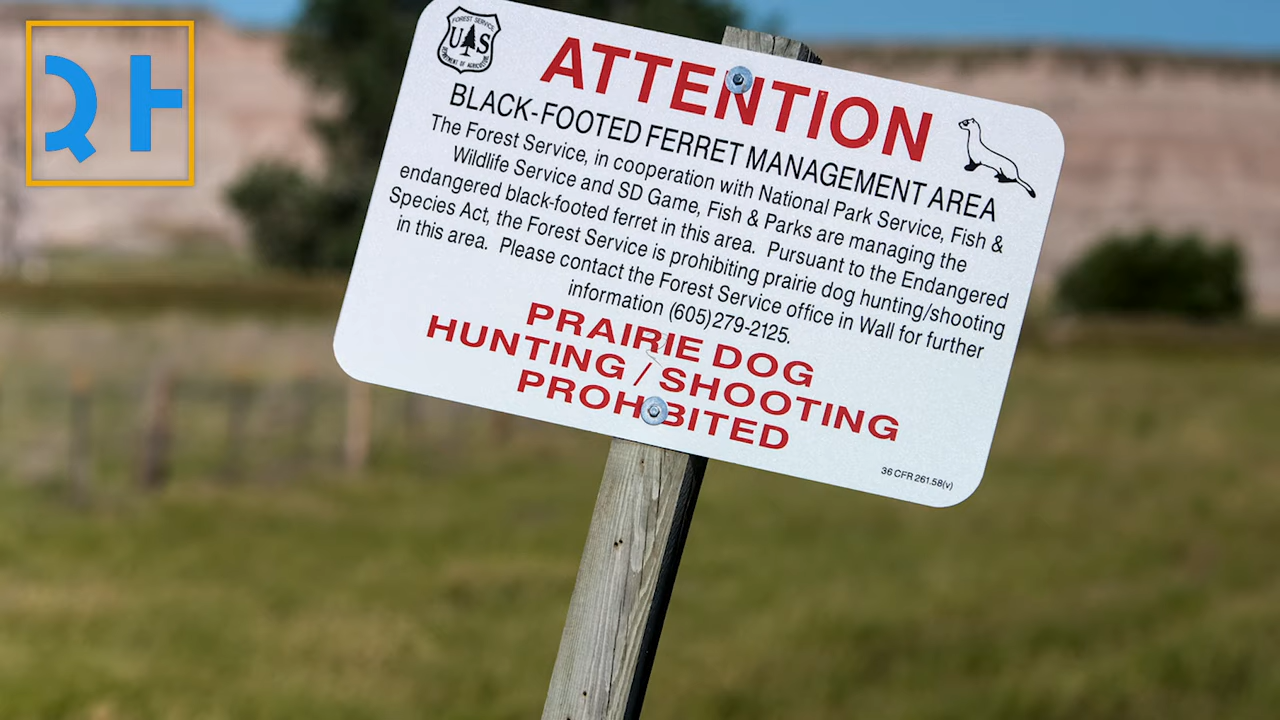 QH
FOREST SERVICE
U S
DEPARTMENT OF AGRICULTURE
ATTENTION
BLACK-FOOTED FERRET MANAGEMENT AREA
The Forest Service, in cooperation with National Park Service, Fish &
Wildlife Service and SD Game, Fish & Parks are managing the
endangered black-footed ferret in this area. Pursuant to the Endangered
Species Act, the Forest Service is prohibiting prairie dog hunting/shooting
in this area. Please contact the Forest Service office in Wall for further
information (605)279-2125.
PRAIRIE DOG
HUNTING / SHOOTING
PROHIBITED
36 CFR 261.58(v)